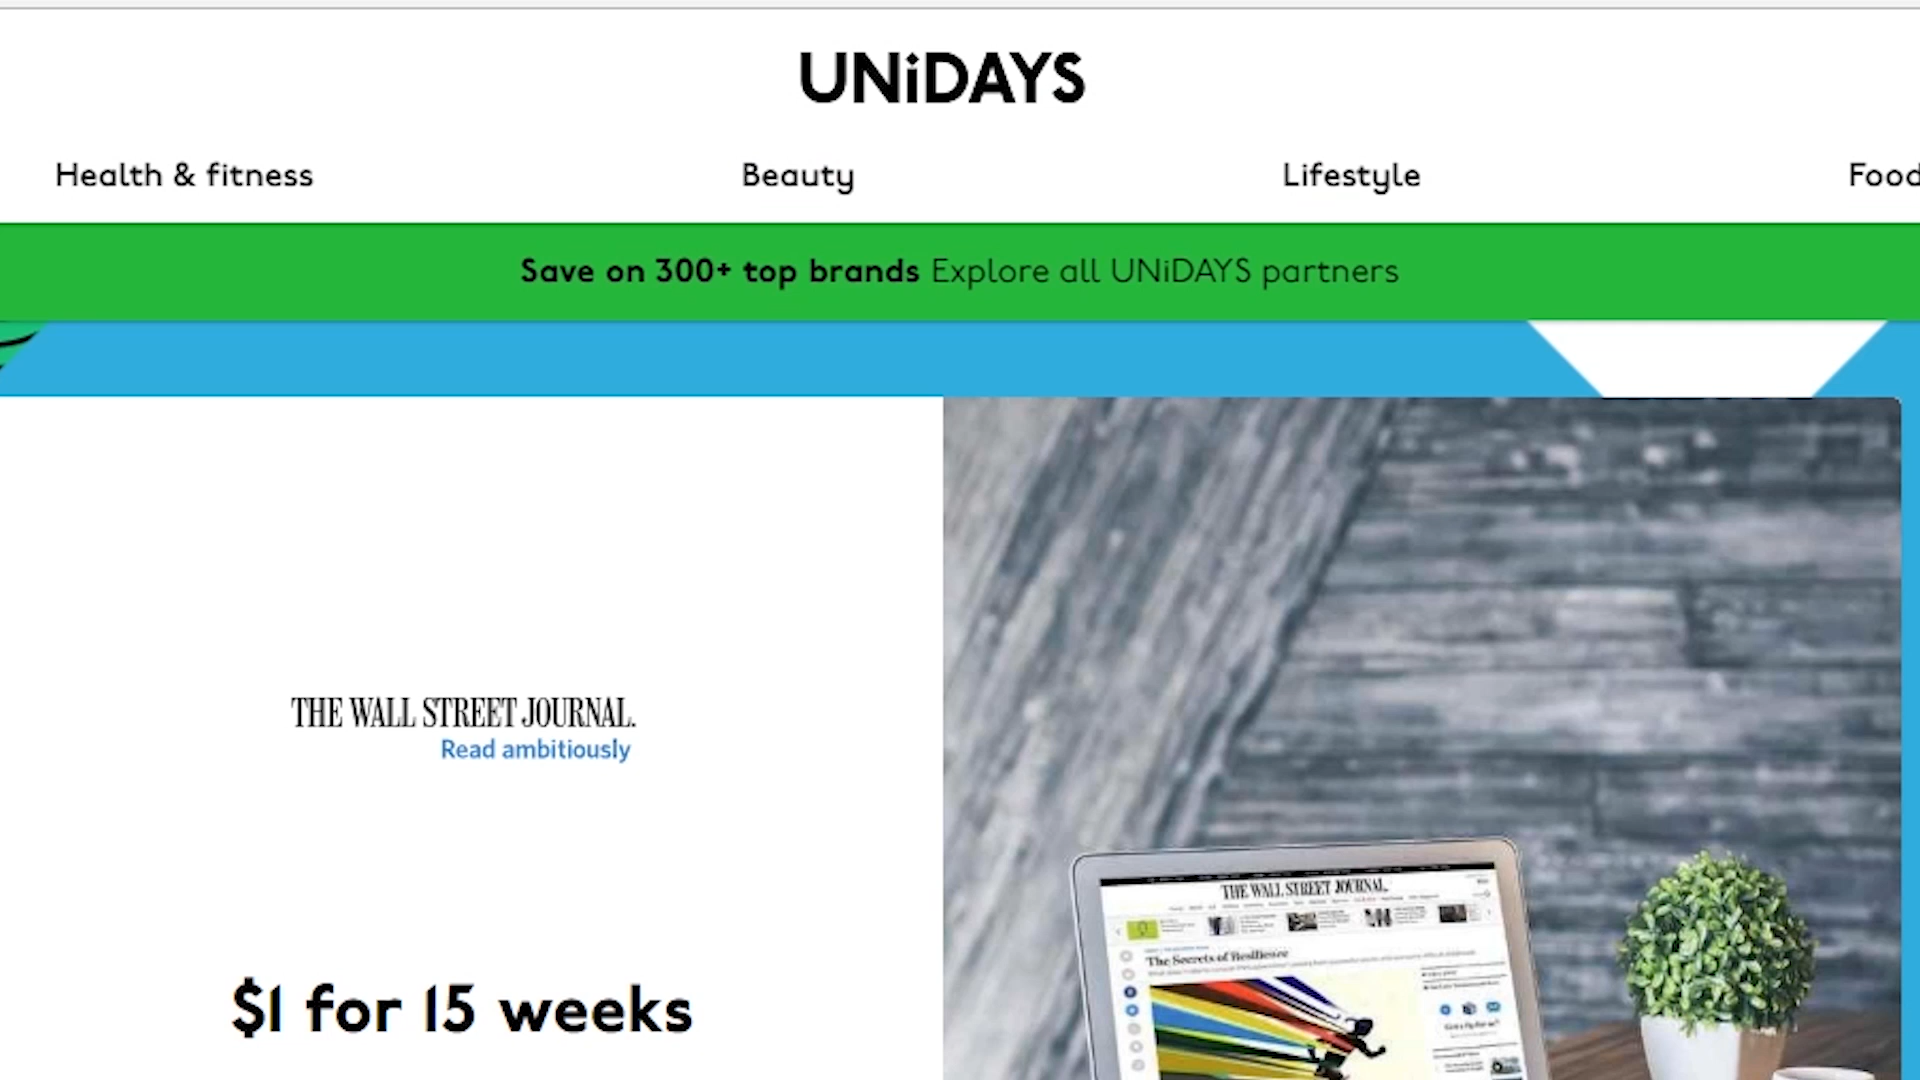 UNiDAYS
Health & fitness Beauty Lifestyle Food
Save on 300+ top brands Explore all UNiDAYS partners
THE WALL STREET JOURNAL.
Read ambitiously
$1 for 15 weeks
THE WALL STREET JOURNAL.
The Secrets of Resilience